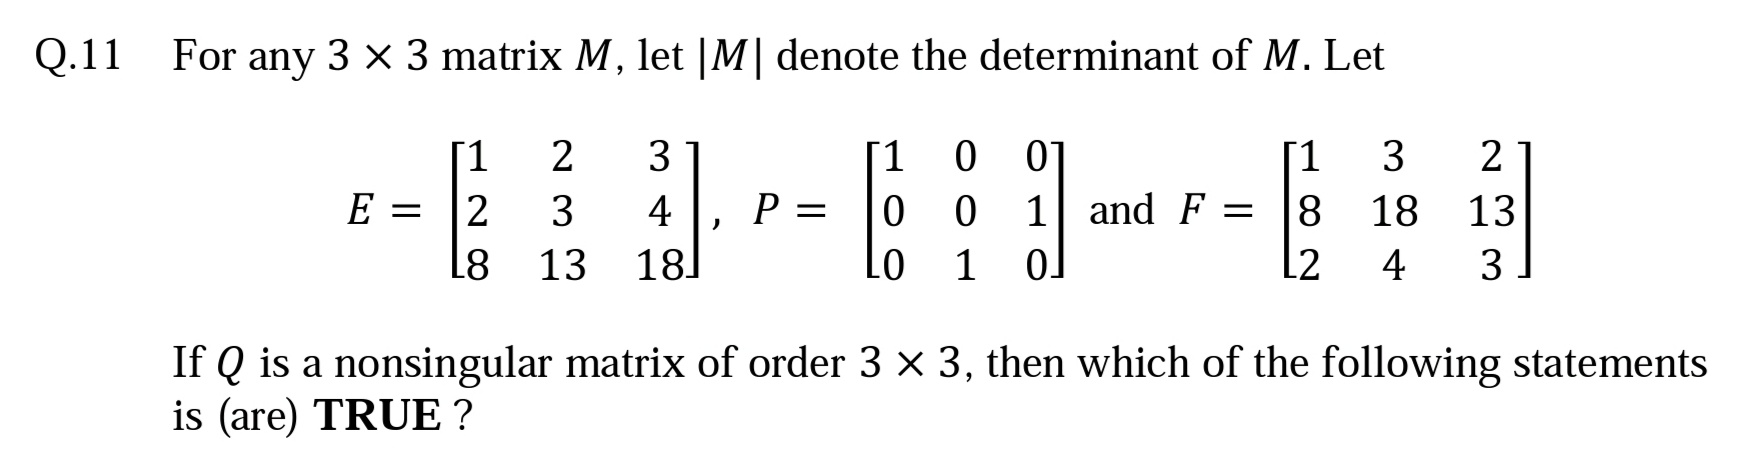 Q.11 For any 3 × 3 matrix M, let |M| denote the determinant of M. Let
E = [1 2 3; 2 3 4; 8 13 18], P = [1 0 0; 0 0 1; 0 1 0] and F = [1 3 2; 8 18 13; 2 4 3]
If Q is a nonsingular matrix of order 3 × 3, then which of the following statements
is (are) TRUE ?